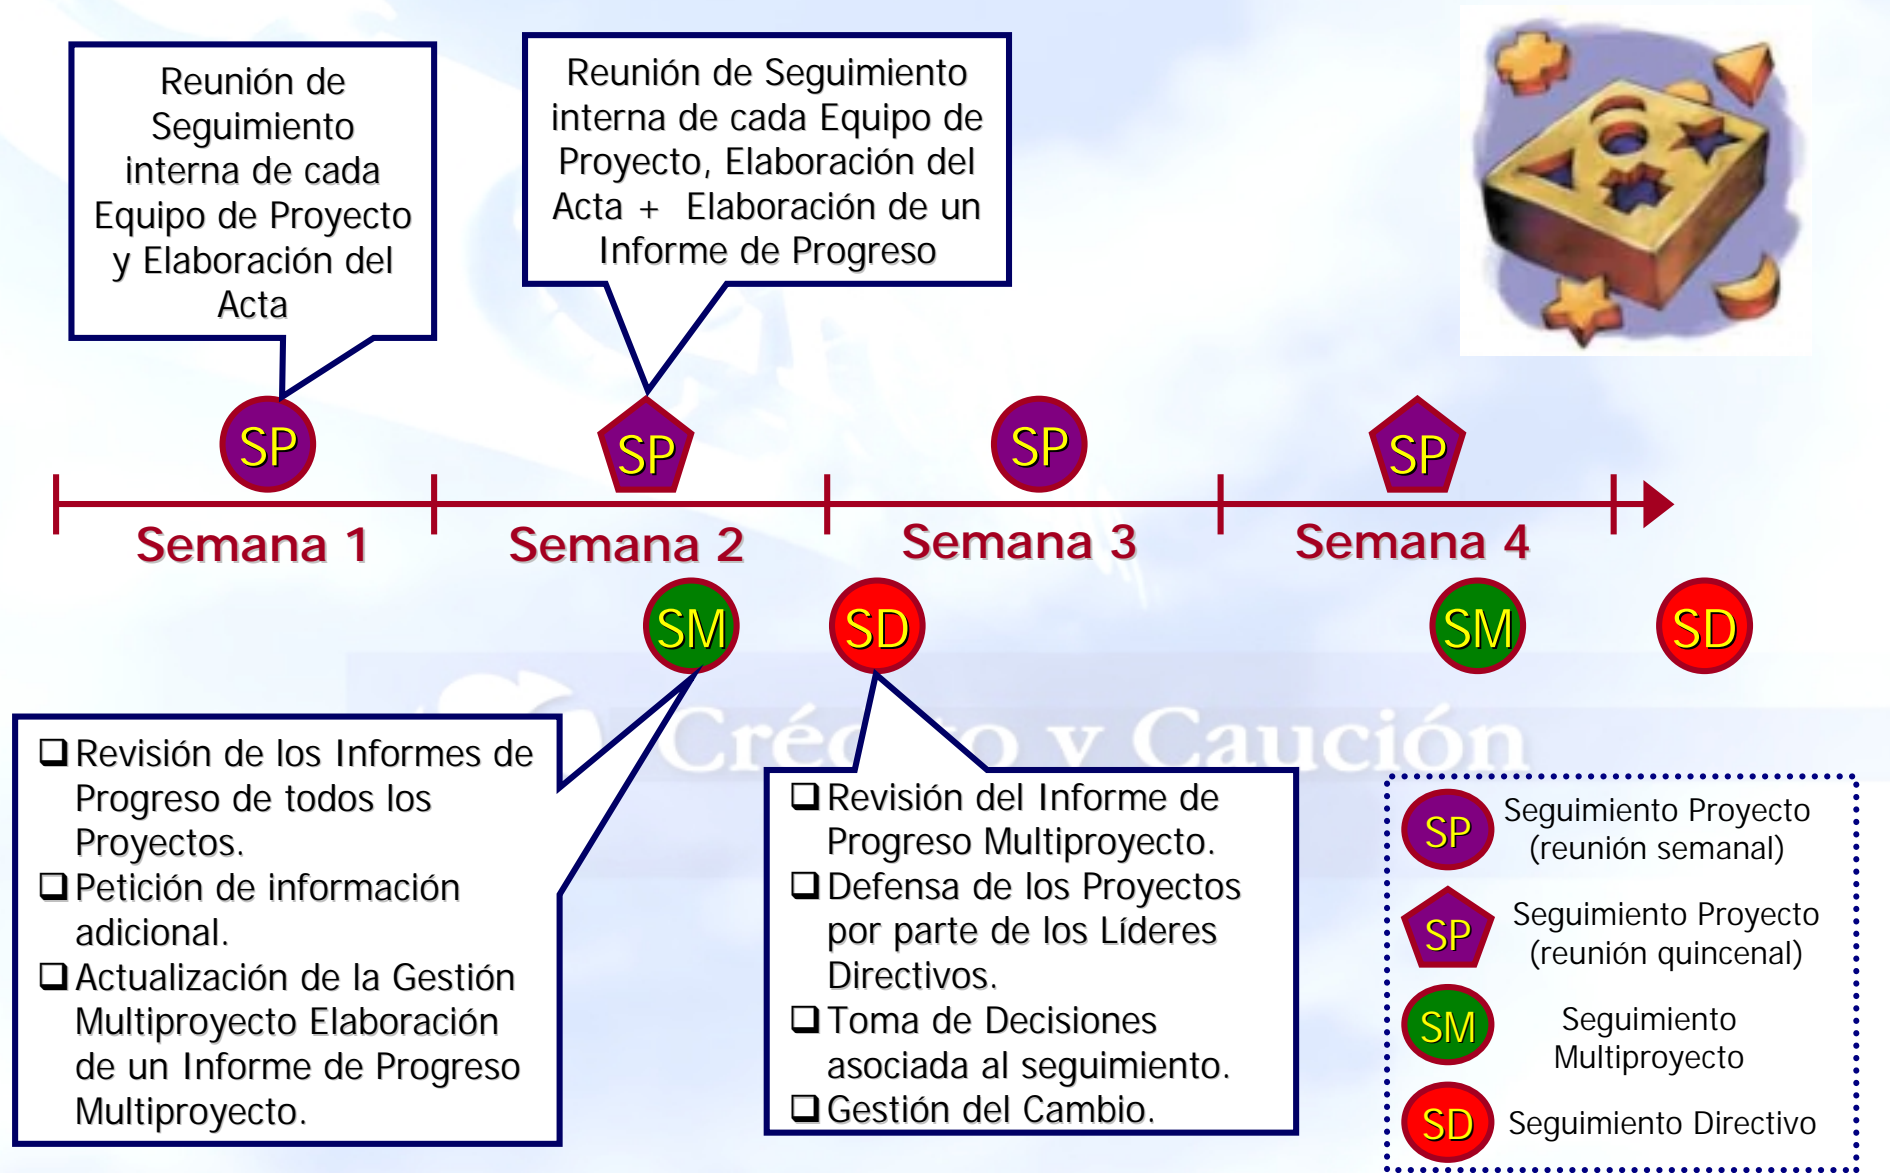 Reunión de
Seguimiento
interna de cada
Equipo de Proyecto
y Elaboración del
Acta
Reunión de Seguimiento
interna de cada Equipo de
Proyecto, Elaboración del
Acta + Elaboración de un
Informe de Progreso
SP
SP
SP
SP
Semana 1
Semana 2
Semana 3
Semana 4
SM
SD
SM
SD
Crédito y Caución
❑ Revisión de los Informes de
Progreso de todos los
Proyectos.
❑ Petición de información
adicional.
❑ Actualización de la Gestión
Multiproyecto Elaboración
de un Informe de Progreso
Multiproyecto.
❑ Revisión del Informe de
Progreso Multiproyecto.
❑ Defensa de los Proyectos
por parte de los Líderes
Directivos.
❑ Toma de Decisiones
asociada al seguimiento.
❑ Gestión del Cambio.
SP
Seguimiento Proyecto
(reunión semanal)
SP
Seguimiento Proyecto
(reunión quincenal)
SM
Seguimiento
Multiproyecto
SD
Seguimiento Directivo